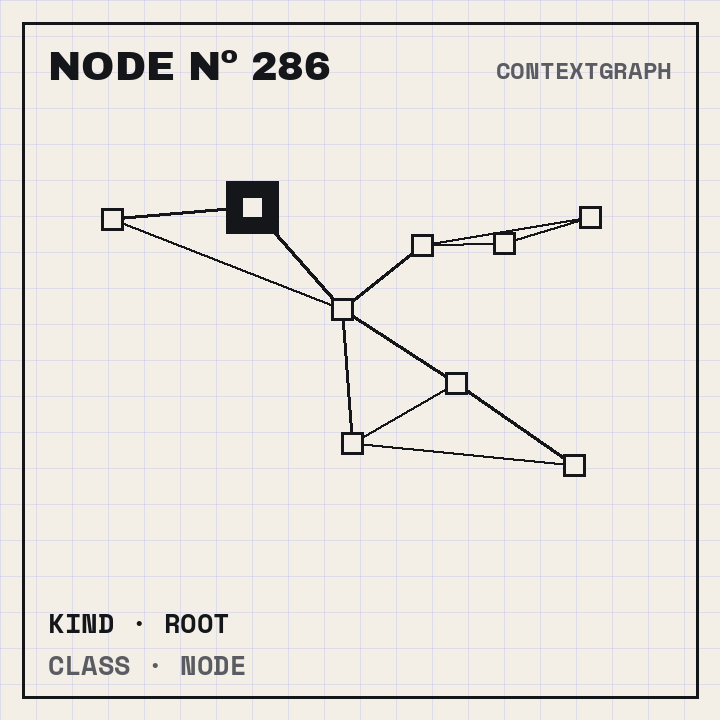 NODE Nº 286
CONTEXTGRAPH
KIND · ROOT
CLASS · NODE